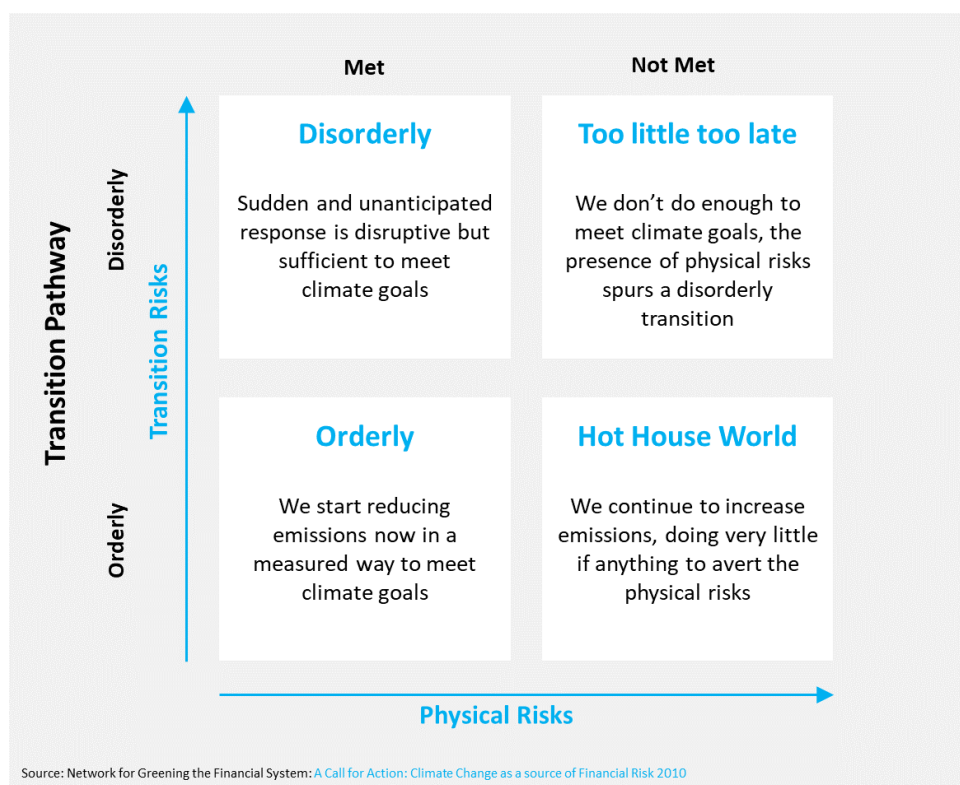 Met
Not Met
Transition Pathway
Disorderly
Orderly
Transition Risks
Disorderly
Sudden and unanticipated
response is disruptive but
sufficient to meet
climate goals
Too little too late
We don’t do enough to
meet climate goals, the
presence of physical risks
spurs a disorderly
transition
Orderly
We start reducing
emissions now in a
measured way to meet
climate goals
Hot House World
We continue to increase
emissions, doing very little
if anything to avert the
physical risks
Physical Risks
Source: Network for Greening the Financial System: A Call for Action: Climate Change as a source of Financial Risk 2010